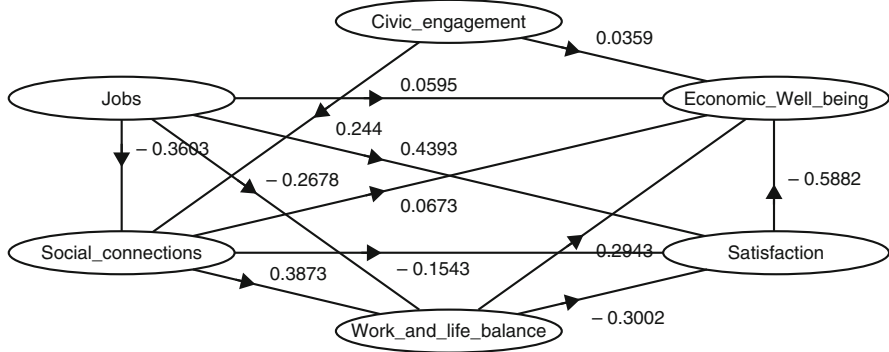 Civic_engagement
0.0359
Jobs
0.0595
Economic_Well_being
0.244
– 0.3603
0.4393
– 0.2678
– 0.5882
0.0673
Social_connections
0.2943
Satisfaction
0.3873
– 0.1543
– 0.3002
Work_and_life_balance